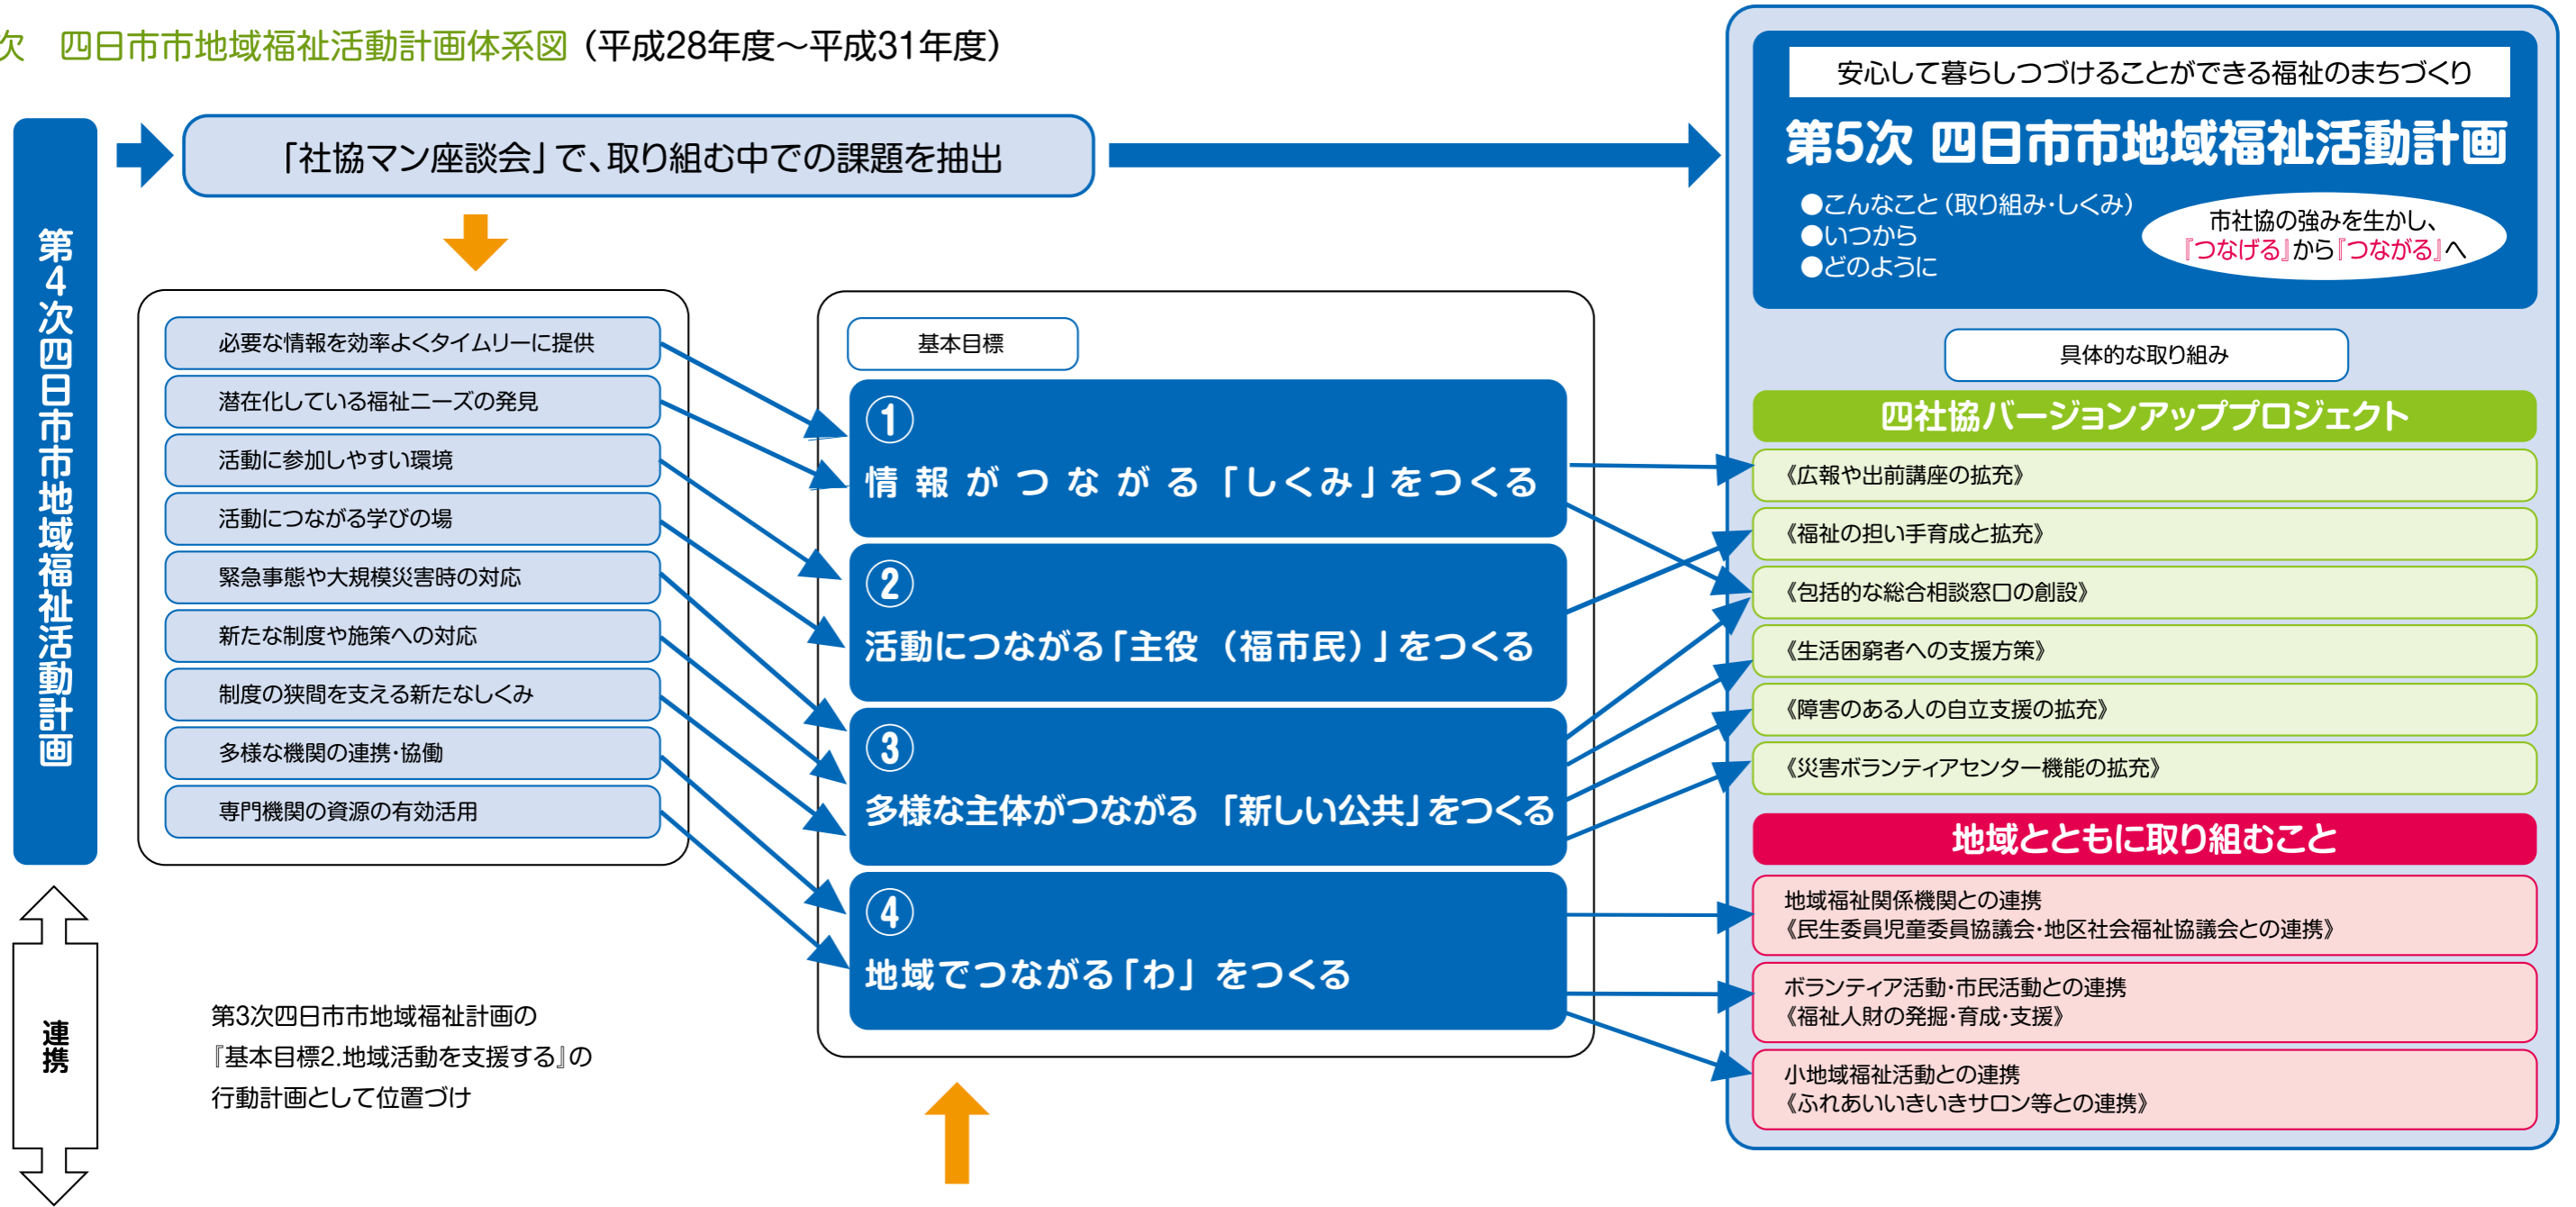 次 四日市市地域福祉活動計画体系図（平成28年度～平成31年度）
第4次四日市市地域福祉活動計画
「社協マン座談会」で、取り組む中での課題を抽出
必要な情報を効率よくタイムリーに提供
潜在化している福祉ニーズの発見
活動に参加しやすい環境
活動につながる学びの場
緊急事態や大規模災害時の対応
新たな制度や施策への対応
制度の狭間を支える新たなしくみ
多様な機関の連携・協働
専門機関の資源の有効活用
連携
第3次四日市市地域福祉計画の
『基本目標2.地域活動を支援する』の
行動計画として位置づけ
基本目標
①
情報がつながる「しくみ」をつくる
②
活動につながる「主役（福市民）」をつくる
③
多様な主体がつながる「新しい公共」をつくる
④
地域でつながる「わ」をつくる
安心して暮らしつづけることができる福祉のまちづくり
第5次 四日市市地域福祉活動計画
●こんなこと（取り組み・しくみ）
●いつから
●どのように
市社協の強みを生かし、
『つなげる』から『つながる』へ
具体的な取り組み
四社協バージョンアッププロジェクト
《広報や出前講座の拡充》
《福祉の担い手育成と拡充》
《包括的な総合相談窓口の創設》
《生活困窮者への支援方策》
《障害のある人の自立支援の拡充》
《災害ボランティアセンター機能の拡充》
地域とともに取り組むこと
地域福祉関係機関との連携
《民生委員児童委員協議会・地区社会福祉協議会との連携》
ボランティア活動・市民活動との連携
《福祉人財の発掘・育成・支援》
小地域福祉活動との連携
《ふれあいいきいきサロン等との連携》